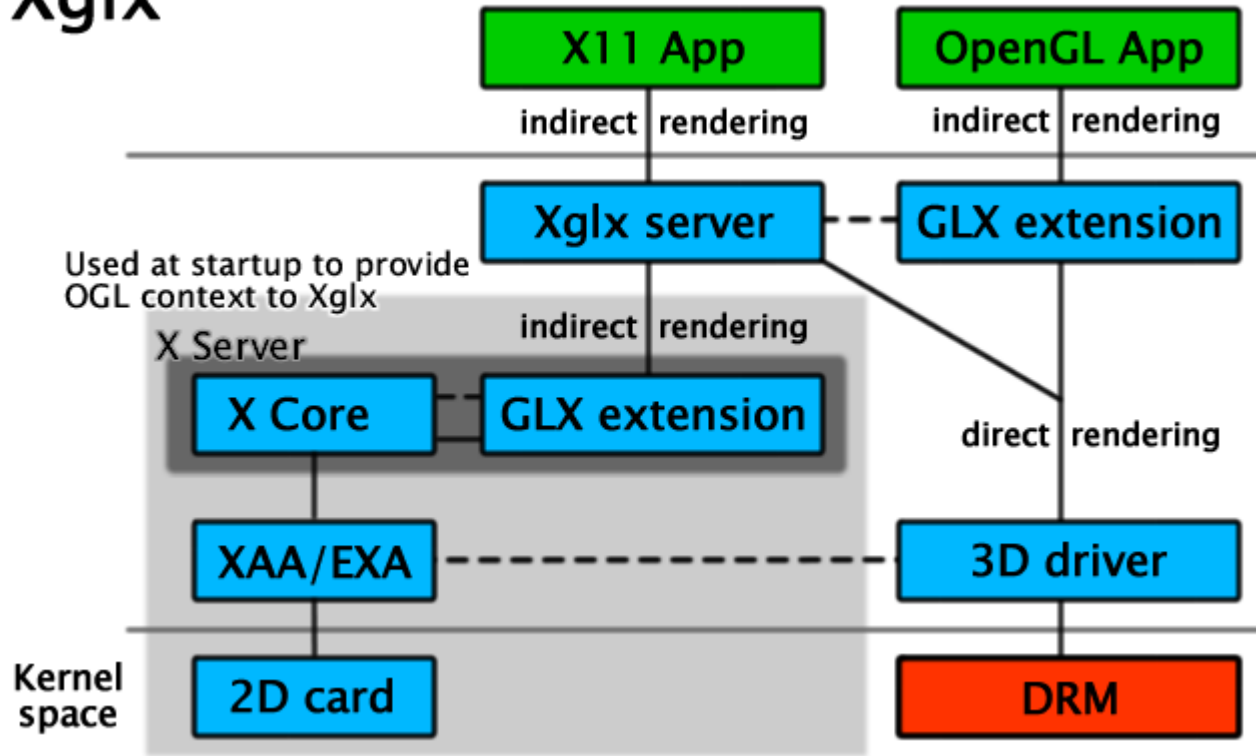 Xglx
X11 App
OpenGL App
indirect rendering
indirect rendering
Xglx server
GLX extension
Used at startup to provide
OGL context to Xglx
indirect rendering
X Server
X Core
GLX extension
direct rendering
XAA/EXA
3D driver
Kernel
space
2D card
DRM